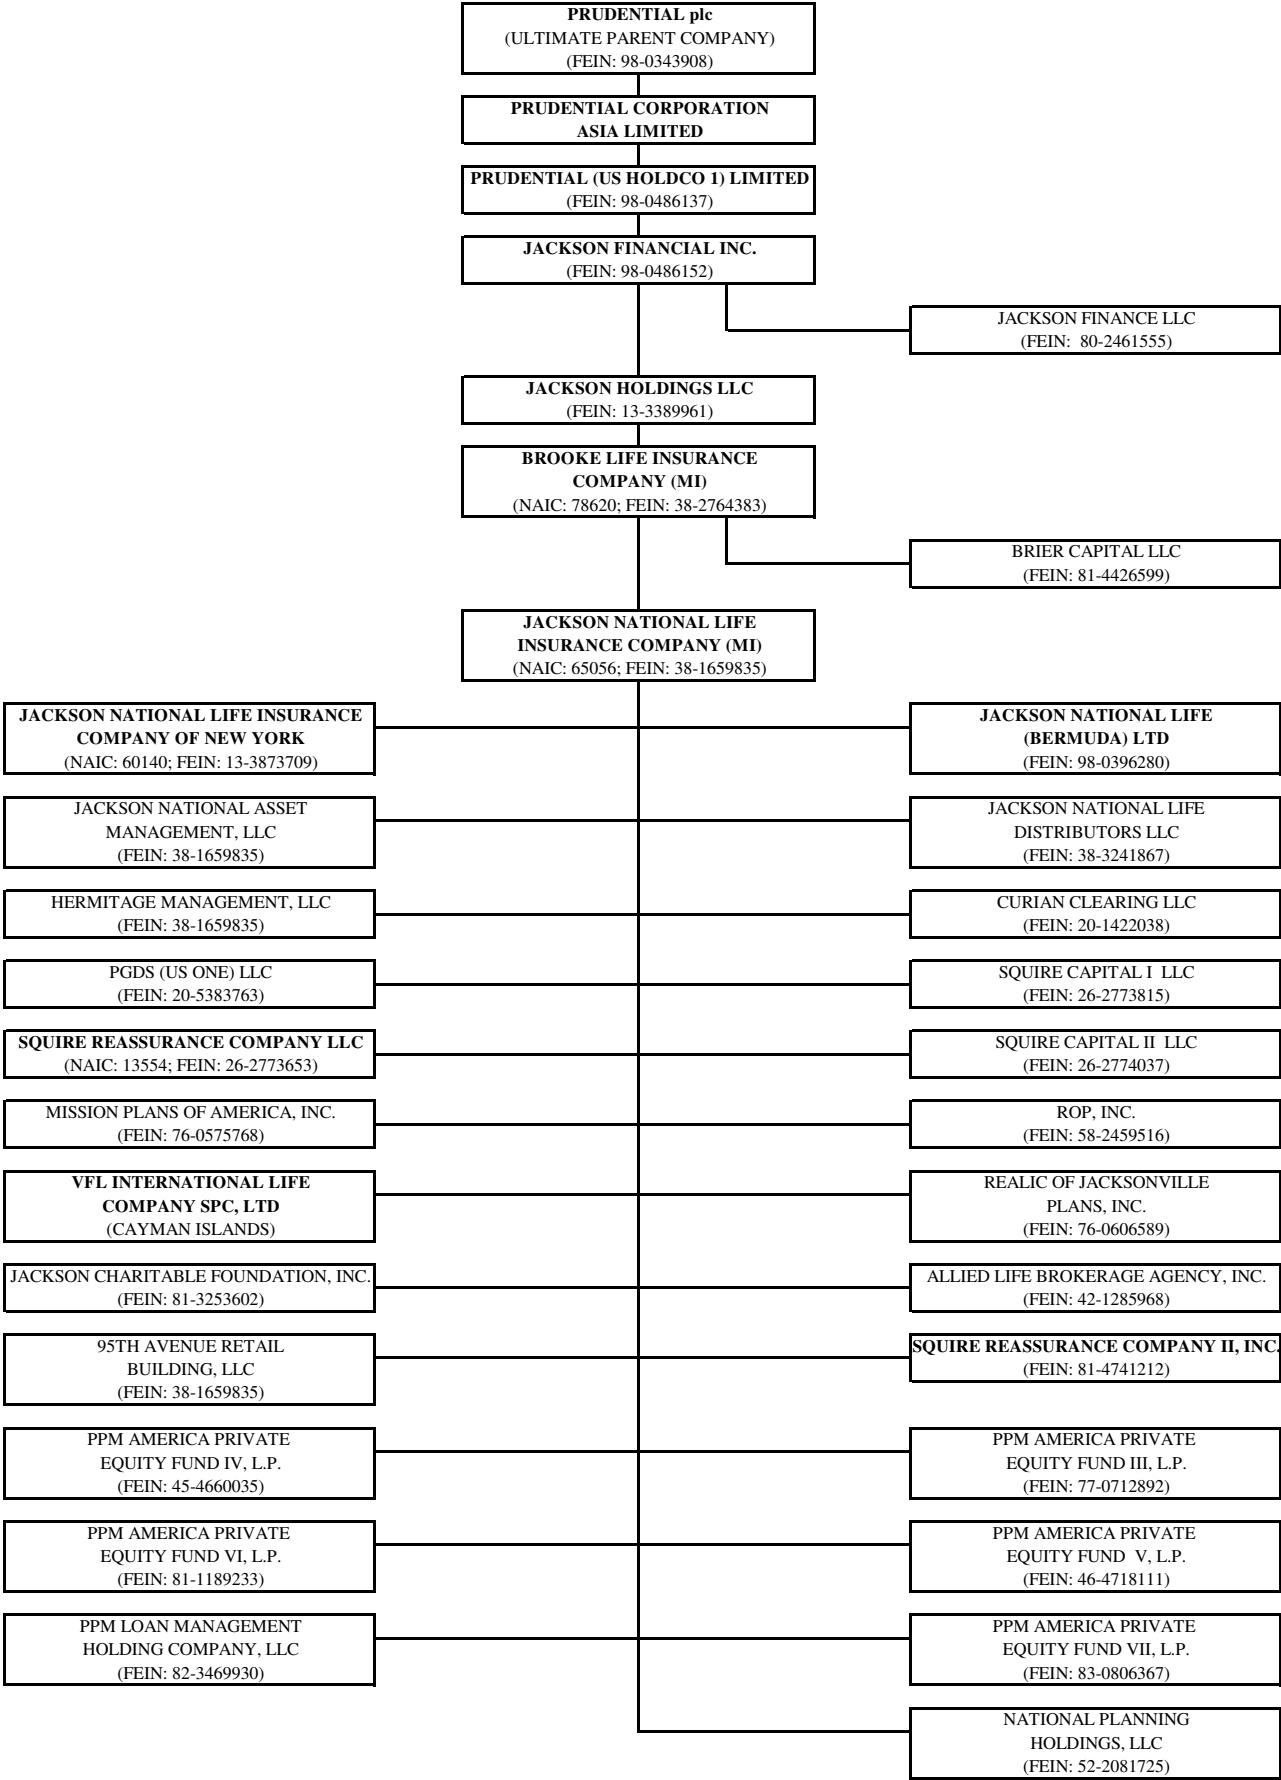 PRUDENTIAL plc
(ULTIMATE PARENT COMPANY)
(FEIN: 98-0343908)
PRUDENTIAL CORPORATION
ASIA LIMITED
PRUDENTIAL (US HOLDCO 1) LIMITED
(FEIN: 98-0486137)
JACKSON FINANCIAL INC.
(FEIN: 98-0486152)
JACKSON FINANCE LLC
(FEIN: 80-2461555)
JACKSON HOLDINGS LLC
(FEIN: 13-3389961)
BROOKE LIFE INSURANCE
COMPANY (MI)
(NAIC: 78620; FEIN: 38-2764383)
BRIER CAPITAL LLC
(FEIN: 81-4426599)
JACKSON NATIONAL LIFE
INSURANCE COMPANY (MI)
(NAIC: 65056; FEIN: 38-1659835)
JACKSON NATIONAL LIFE INSURANCE
COMPANY OF NEW YORK
(NAIC: 60140; FEIN: 13-3873709)
JACKSON NATIONAL LIFE
(BERMUDA) LTD
(FEIN: 98-0396280)
JACKSON NATIONAL ASSET
MANAGEMENT, LLC
(FEIN: 38-1659835)
JACKSON NATIONAL LIFE
DISTRIBUTORS LLC
(FEIN: 38-3241867)
HERMITAGE MANAGEMENT, LLC
(FEIN: 38-1659835)
CURIAN CLEARING LLC
(FEIN: 20-1422038)
PGDS (US ONE) LLC
(FEIN: 20-5383763)
SQUIRE CAPITAL I LLC
(FEIN: 26-2773815)
SQUIRE REASSURANCE COMPANY LLC
(NAIC: 13554; FEIN: 26-2773653)
SQUIRE CAPITAL II LLC
(FEIN: 26-2774037)
MISSION PLANS OF AMERICA, INC.
(FEIN: 76-0575768)
ROP, INC.
(FEIN: 58-2459516)
VFL INTERNATIONAL LIFE
COMPANY SPC, LTD
(CAYMAN ISLANDS)
REALIC OF JACKSONVILLE
PLANS, INC.
(FEIN: 76-0606589)
JACKSON CHARITABLE FOUNDATION, INC.
(FEIN: 81-3253602)
ALLIED LIFE BROKERAGE AGENCY, INC.
(FEIN: 42-1285968)
95TH AVENUE RETAIL
BUILDING, LLC
(FEIN: 38-1659835)
SQUIRE REASSURANCE COMPANY II, INC.
(FEIN: 81-4741212)
PPM AMERICA PRIVATE
EQUITY FUND IV, L.P.
(FEIN: 45-4660035)
PPM AMERICA PRIVATE
EQUITY FUND III, L.P.
(FEIN: 77-0712892)
PPM AMERICA PRIVATE
EQUITY FUND VI, L.P.
(FEIN: 81-1189233)
PPM AMERICA PRIVATE
EQUITY FUND V, L.P.
(FEIN: 46-4718111)
PPM LOAN MANAGEMENT
HOLDING COMPANY, LLC
(FEIN: 82-3469930)
PPM AMERICA PRIVATE
EQUITY FUND VII, L.P.
(FEIN: 83-0806367)
NATIONAL PLANNING
HOLDINGS, LLC
(FEIN: 52-2081725)